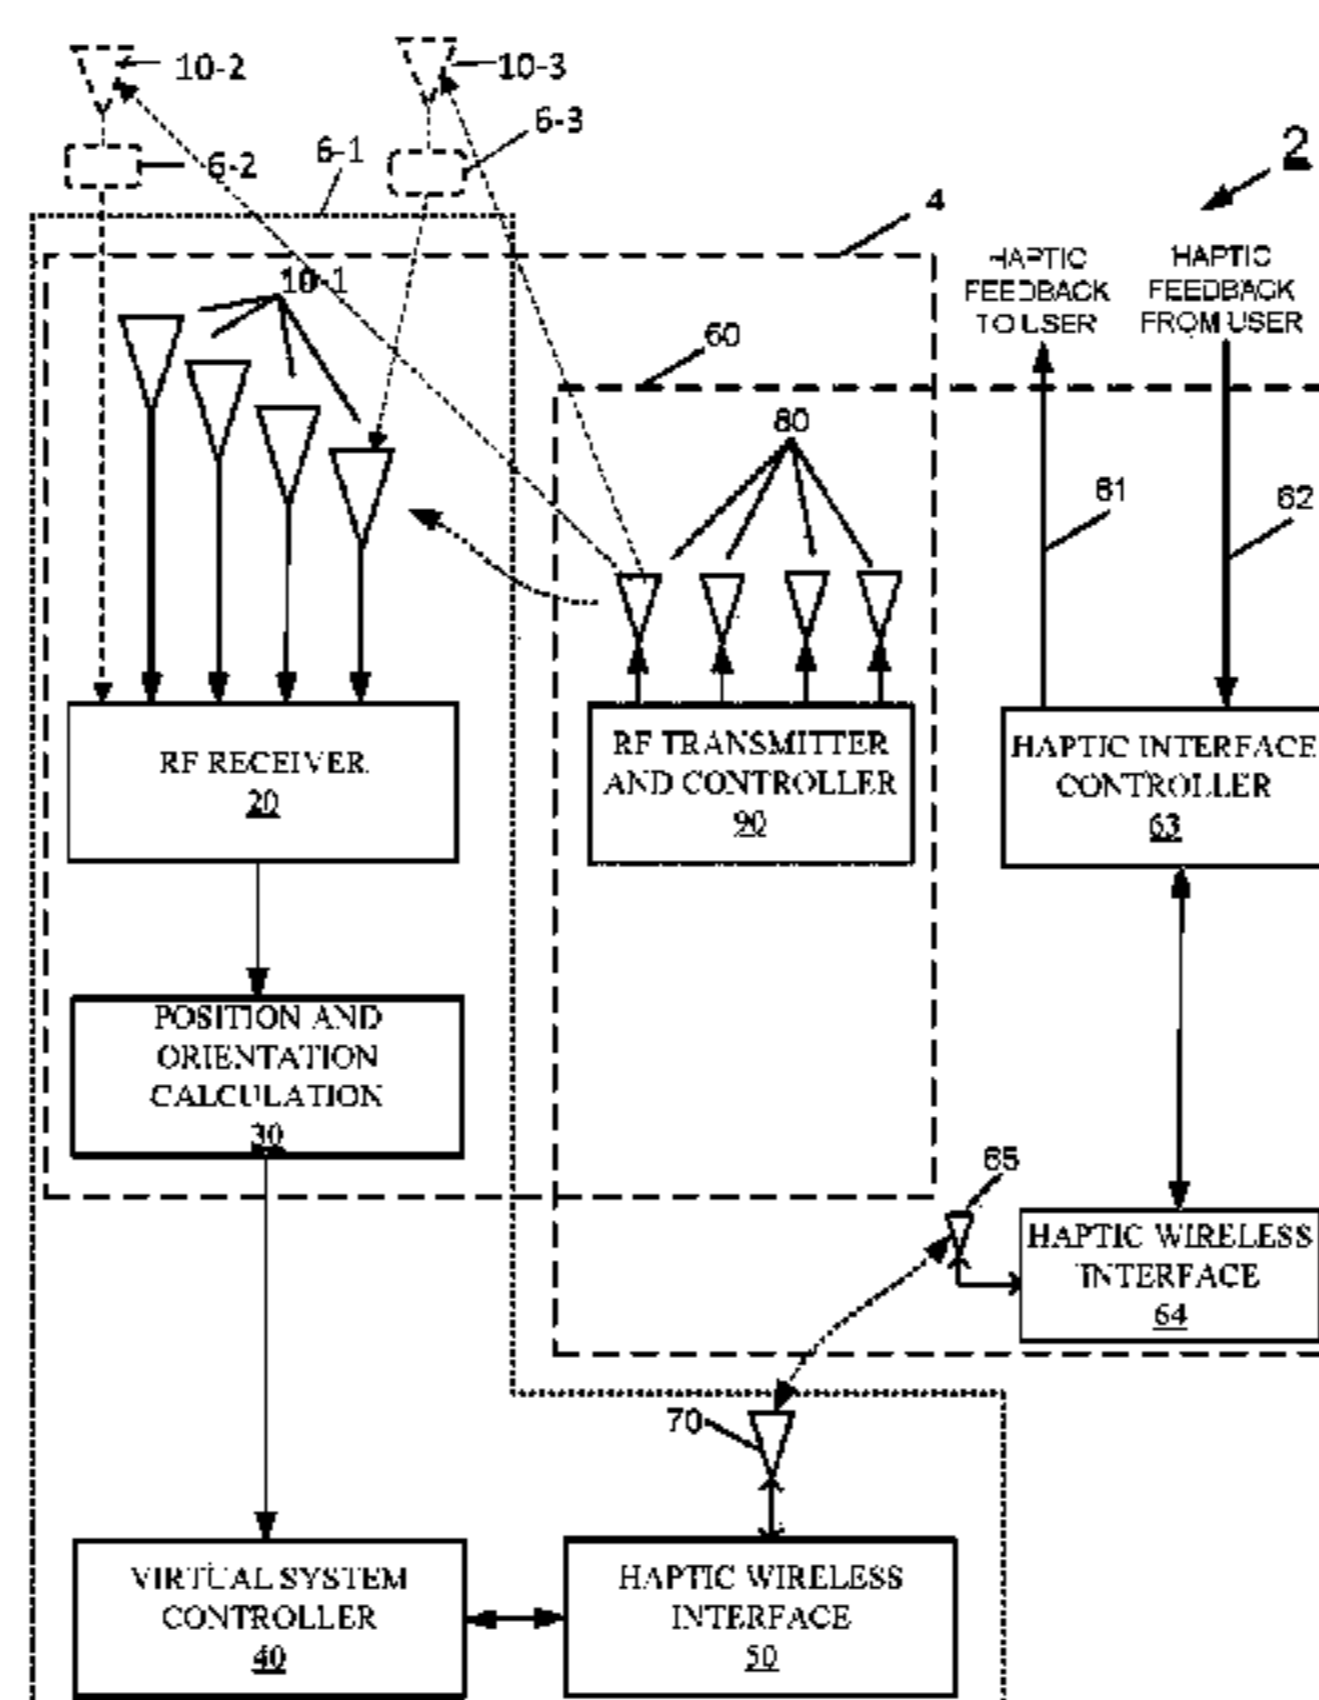 10-2
10-3
6-3
6-1
6-2
2
4
HAPTIC
FEEDBACK
TO USER
HAPTIC
FEEDBACK
FROM USER
10-1
60
80
61
62
RF RECEIVER
20
RF TRANSMITTER
AND CONTROLLER
90
HAPTIC INTERFACE
CONTROLLER
63
POSITION AND
ORIENTATION
CALCULATION
30
65
HAPTIC WIRELESS
INTERFACE
64
70
VIRTUAL SYSTEM
CONTROLLER
40
HAPTIC WIRELESS
INTERFACE
50